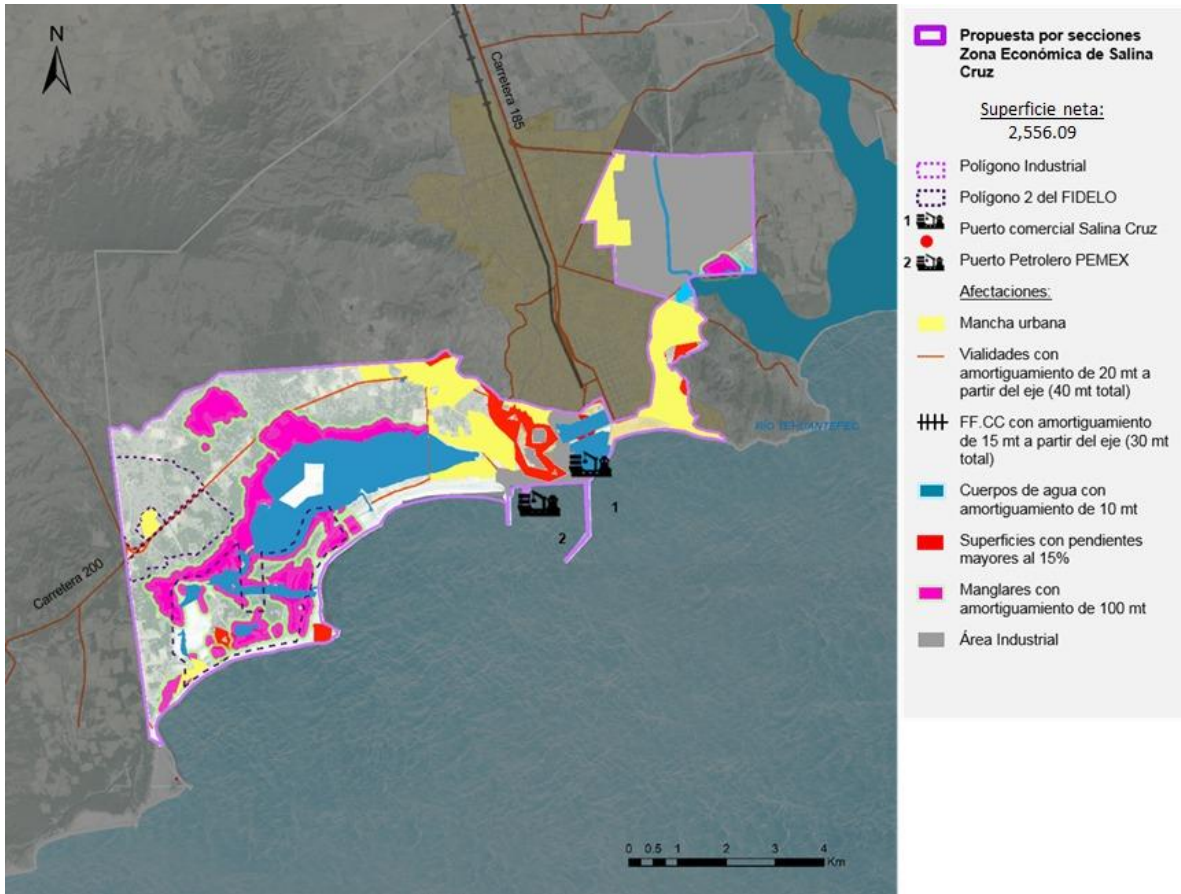 N
Carretera 185
Carretera 200
RÍO TEHUANTEPEC
1
2
0 0.5 1 2 3 4
Km
Propuesta por secciones
Zona Económica de Salina
Cruz
Superficie neta:
2,556.09
Polígono Industrial
Polígono 2 del FIDELO
1 Puerto comercial Salina Cruz
2 Puerto Petrolero PEMEX
Afectaciones:
Mancha urbana
Vialidades con
amortiguamiento de 20 mt a
partir del eje (40 mt total)
FF.CC con amortiguamiento
de 15 mt a partir del eje (30 mt
total)
Cuerpos de agua con
amortiguamiento de 10 mt
Superficies con pendientes
mayores al 15%
Manglares con
amortiguamiento de 100 mt
Área Industrial